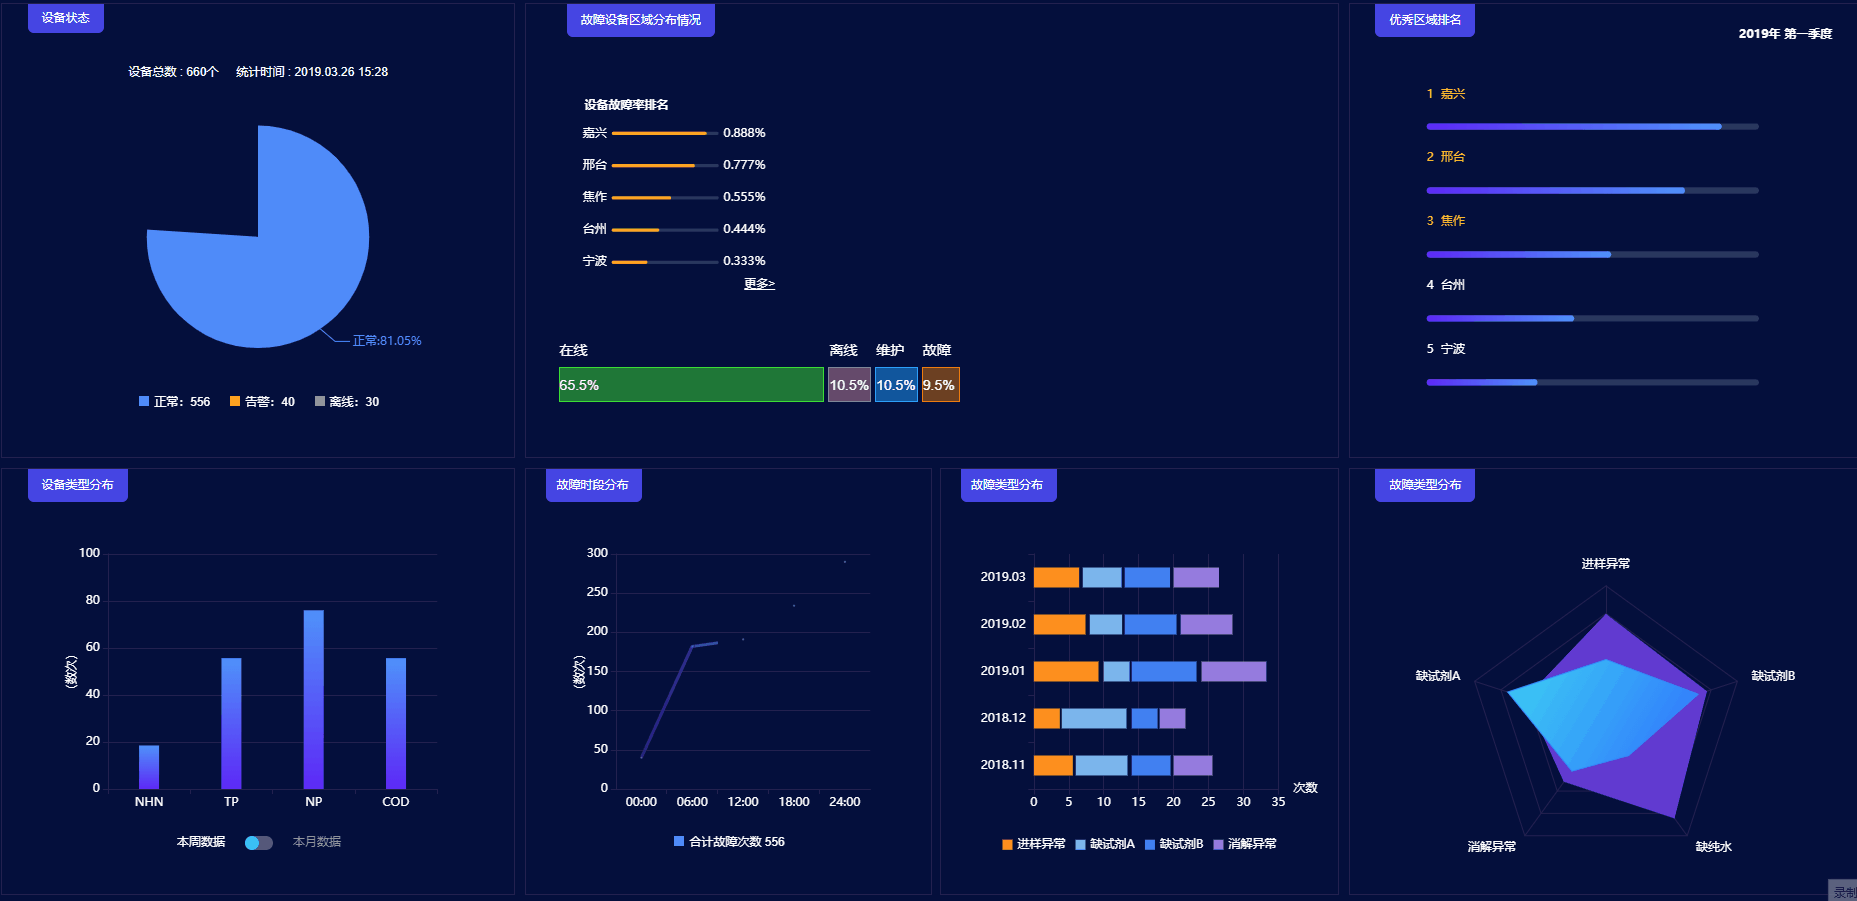 设备状态
设备总数 : 660个 统计时间 : 2019.03.26 15:28
正常:81.05%
正常：556 告警：40 离线：30
故障设备区域分布情况
设备故障率排名
嘉兴 0.888%
邢台 0.777%
焦作 0.555%
台州 0.444%
宁波 0.333%
更多>
在线 离线 维护 故障
65.5% 10.5% 10.5% 9.5%
优秀区域排名
2019年 第一季度
1 嘉兴
2 邢台
3 焦作
4 台州
5 宁波
设备类型分布
100
80
60
40
20
0
(数次)
NHN TP NP COD
本周数据 本月数据
故障时段分布
300
250
200
150
100
50
0
(数次)
00:00 06:00 12:00 18:00 24:00
合计故障次数 556
故障类型分布
2019.03
2019.02
2019.01
2018.12
2018.11
次数
0 5 10 15 20 25 30 35
进样异常 缺试剂A 缺试剂B 消解异常
故障类型分布
进样异常
缺试剂A 缺试剂B
消解异常 缺纯水
录制